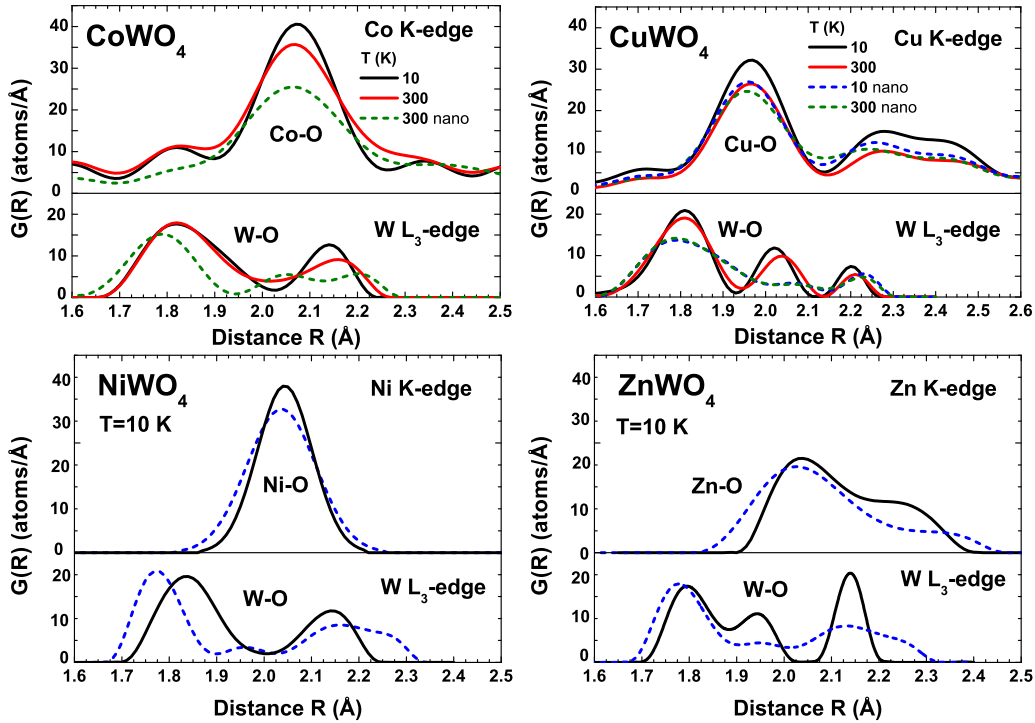 CoWO4
Co K-edge
T (K)
10
300
300 nano
Co-O
W-O
W L3-edge
G(R) (atoms/Å)
40
30
20
10
0
20
10
0
1.6 1.7 1.8 1.9 2.0 2.1 2.2 2.3 2.4 2.5
Distance R (Å)
CuWO4
Cu K-edge
T (K)
10
300
10 nano
300 nano
Cu-O
W-O
W L3-edge
G(R) (atoms/Å)
40
30
20
10
0
20
10
0
1.6 1.7 1.8 1.9 2.0 2.1 2.2 2.3 2.4 2.5 2.6
Distance R (Å)
NiWO4
Ni K-edge
T=10 K
Ni-O
W-O
W L3-edge
G(R) (atoms/Å)
40
30
20
10
0
20
10
0
1.6 1.7 1.8 1.9 2.0 2.1 2.2 2.3 2.4 2.5
Distance R (Å)
ZnWO4
Zn K-edge
T=10 K
Zn-O
W-O
W L3-edge
G(R) (atoms/Å)
40
30
20
10
0
20
10
0
1.6 1.7 1.8 1.9 2.0 2.1 2.2 2.3 2.4 2.5 2.6
Distance R (Å)